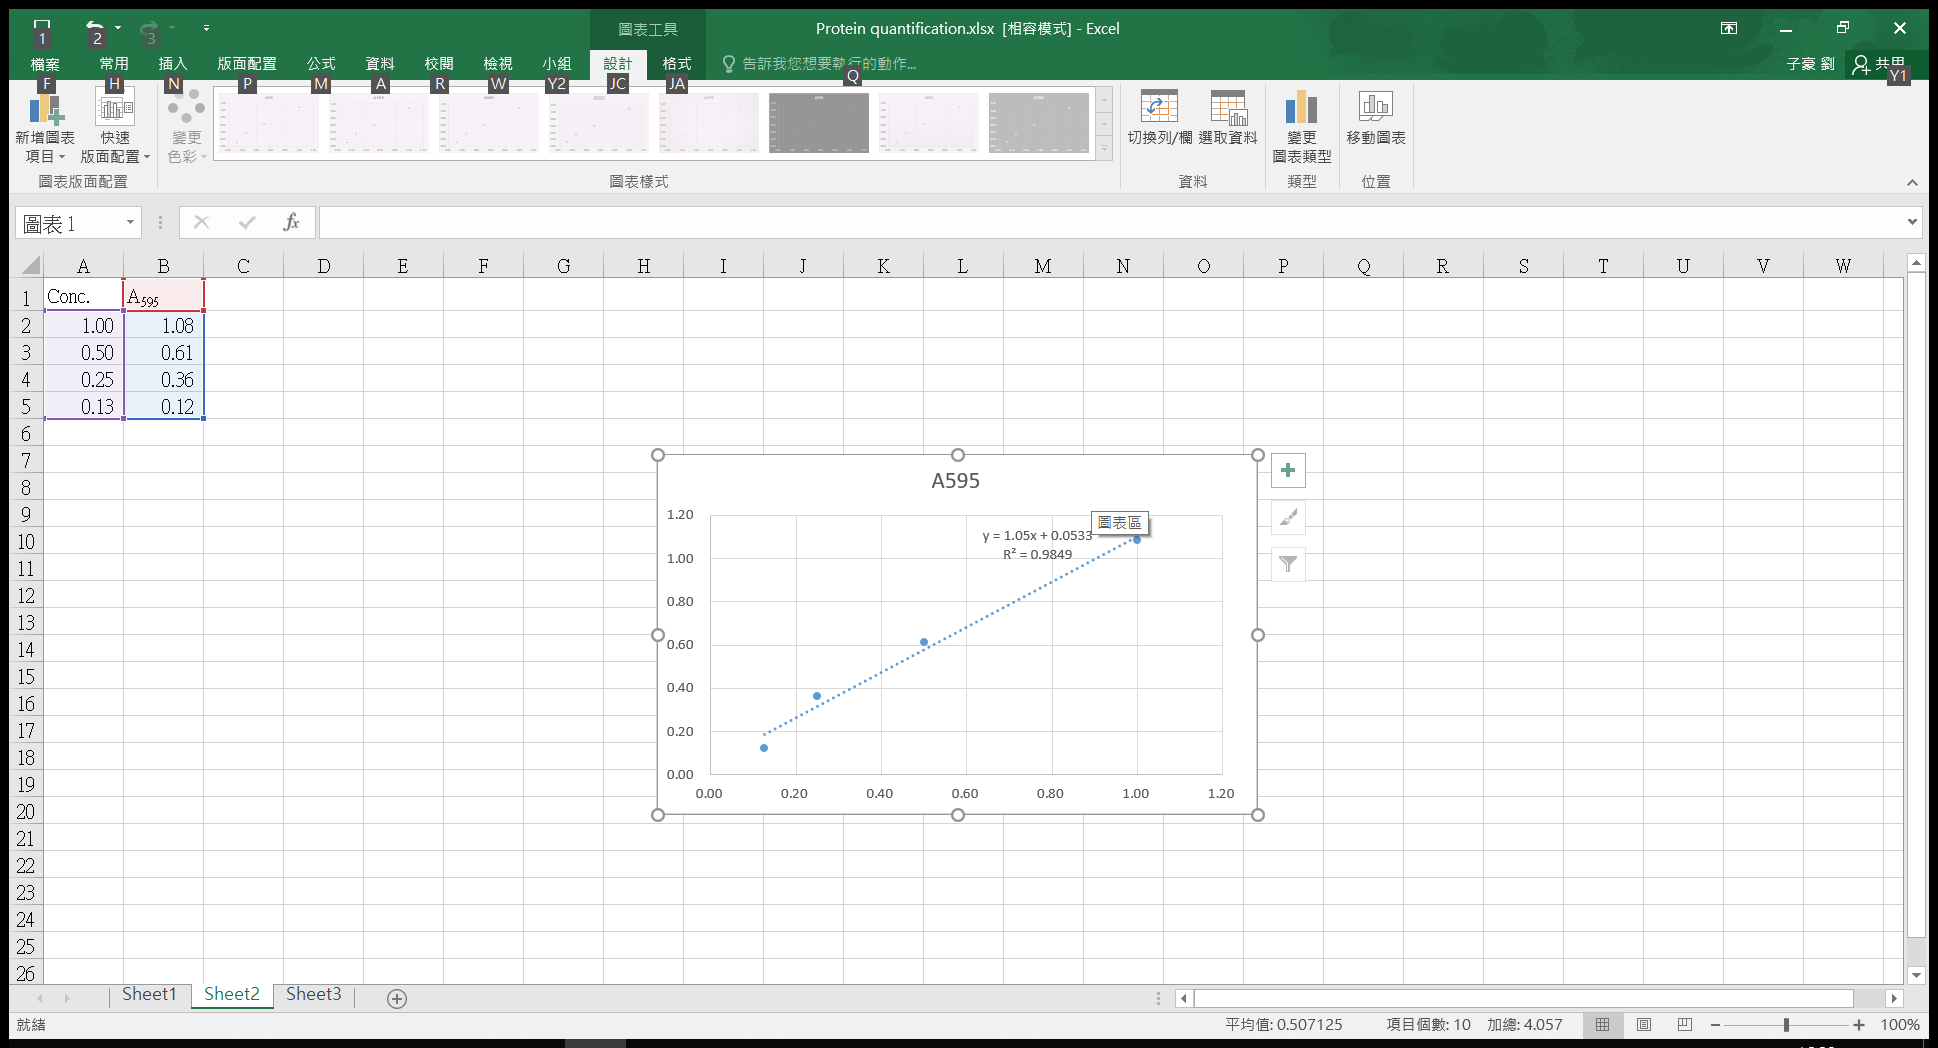 圖表工具
Protein quantification.xlsx [相容模式] - Excel
1 2 3
檔案 常用 插入 版面配置 公式 資料 校閱 檢視 小組 設計 格式 告訴我您想要執行的動作... 子豪 劉 共用
F H N P M A R W Y2 JC JA Q Y1
新增圖表項目 快速版面配置 變更色彩 切換列/欄 選取資料 變更圖表類型 移動圖表
圖表版面配置 圖表樣式 資料 類型 位置
圖表 1 fx
A B C D E F G H I J K L M N O P Q R S T U V W
1 Conc. A595
2 1.00 1.08
3 0.50 0.61
4 0.25 0.36
5 0.13 0.12
6
7
8
9
10
11
12
13
14
15
16
17
18
19
20
21
22
23
24
25
26
A595
圖表區
y = 1.05x + 0.0533
R² = 0.9849
1.20
1.00
0.80
0.60
0.40
0.20
0.00
0.00 0.20 0.40 0.60 0.80 1.00 1.20
Sheet1 Sheet2 Sheet3
就緒 平均值: 0.507125 項目個數: 10 加總: 4.057 100%